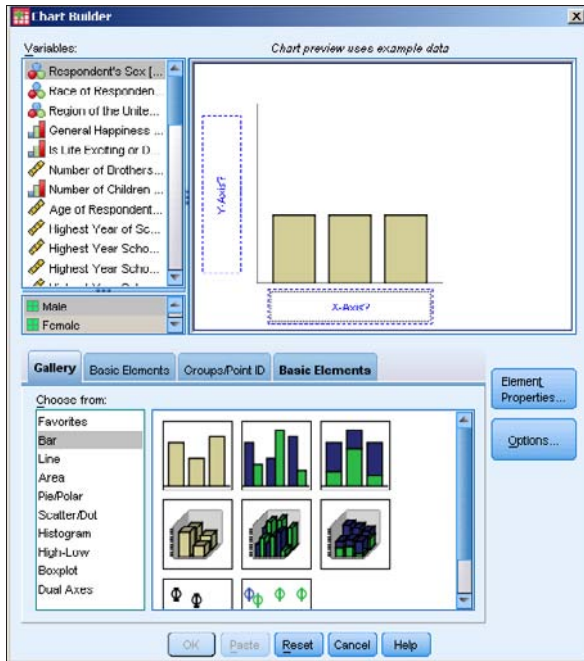 Chart Builder
Variables:
Chart preview uses example data
Respondent's Sex [...
Race of Responden...
Region of the Unite...
General Happiness ...
Is Life Exciting or D...
Number of Brothers...
Number of Children ...
Age of Respondent...
Highest Year of Sc...
Highest Year Scho...
Highest Year Schu...
Male
Female
Y-Axis?
X-Axis?
Gallery
Basic Elements
Groups/Point ID
Basic Elements
Choose from:
Favorites
Bar
Line
Area
Pie/Polar
Scatter/Dot
Histogram
High-Low
Boxplot
Dual Axes
Element Properties...
Options...
OK
Paste
Reset
Cancel
Help